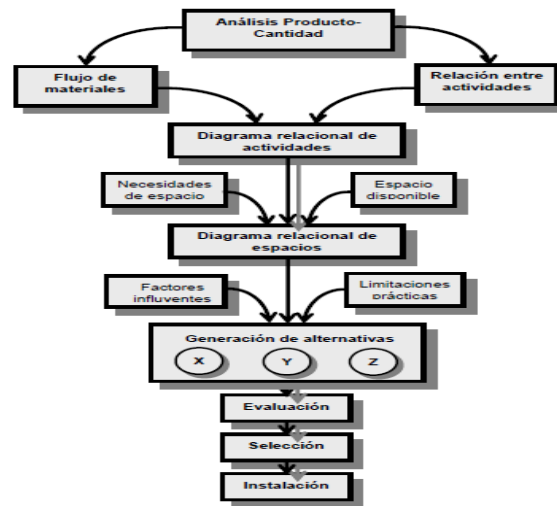 Análisis Producto-
Cantidad
Flujo de
materiales
Relación entre
actividades
Diagrama relacional de
actividades
Necesidades
de espacio
Espacio
disponible
Diagrama relacional de
espacios
Factores
influyentes
Limitaciones
prácticas
Generación de alternativas
X
Y
Z
Evaluación
Selección
Instalación